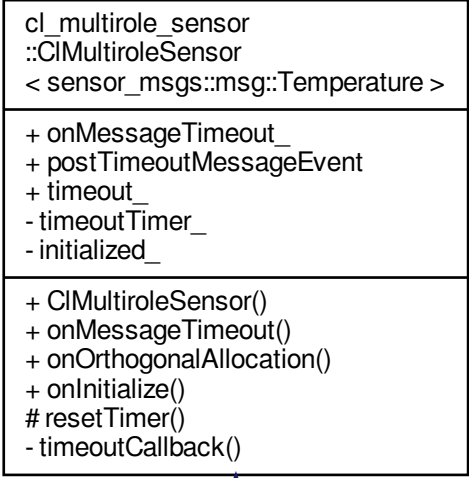 cl_multirole_sensor
::ClMultiroleSensor
< sensor_msgs::msg::Temperature >
+ onMessageTimeout_
+ postTimeoutMessageEvent
+ timeout_
- timeoutTimer_
- initialized_
+ ClMultiroleSensor()
+ onMessageTimeout()
+ onOrthogonalAllocation()
+ onInitialize()
# resetTimer()
- timeoutCallback()